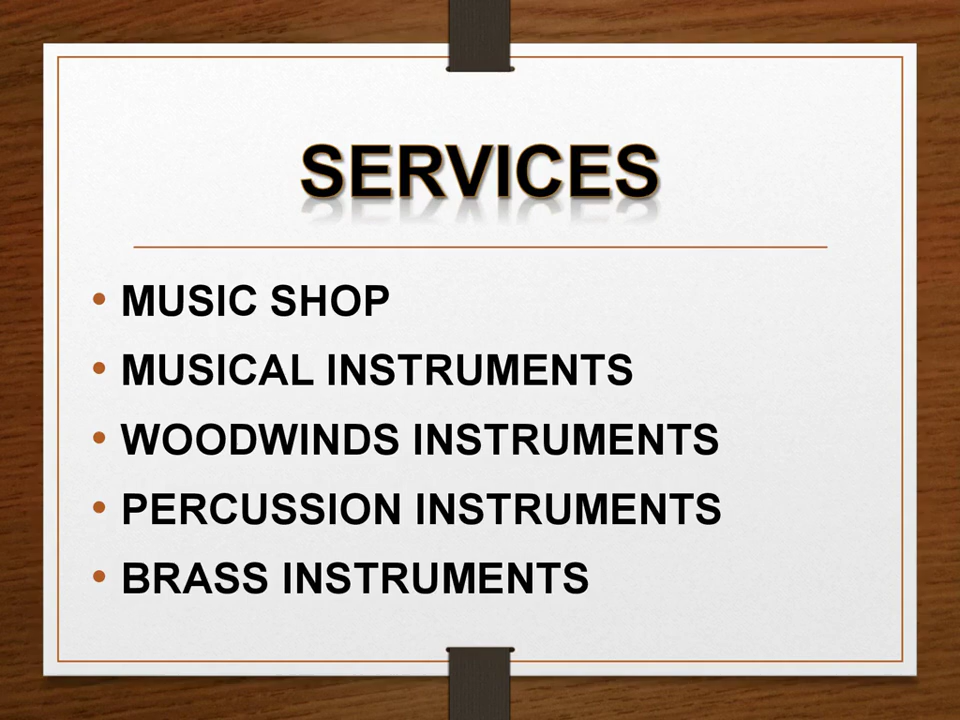 SERVICES
• MUSIC SHOP
• MUSICAL INSTRUMENTS
• WOODWINDS INSTRUMENTS
• PERCUSSION INSTRUMENTS
• BRASS INSTRUMENTS